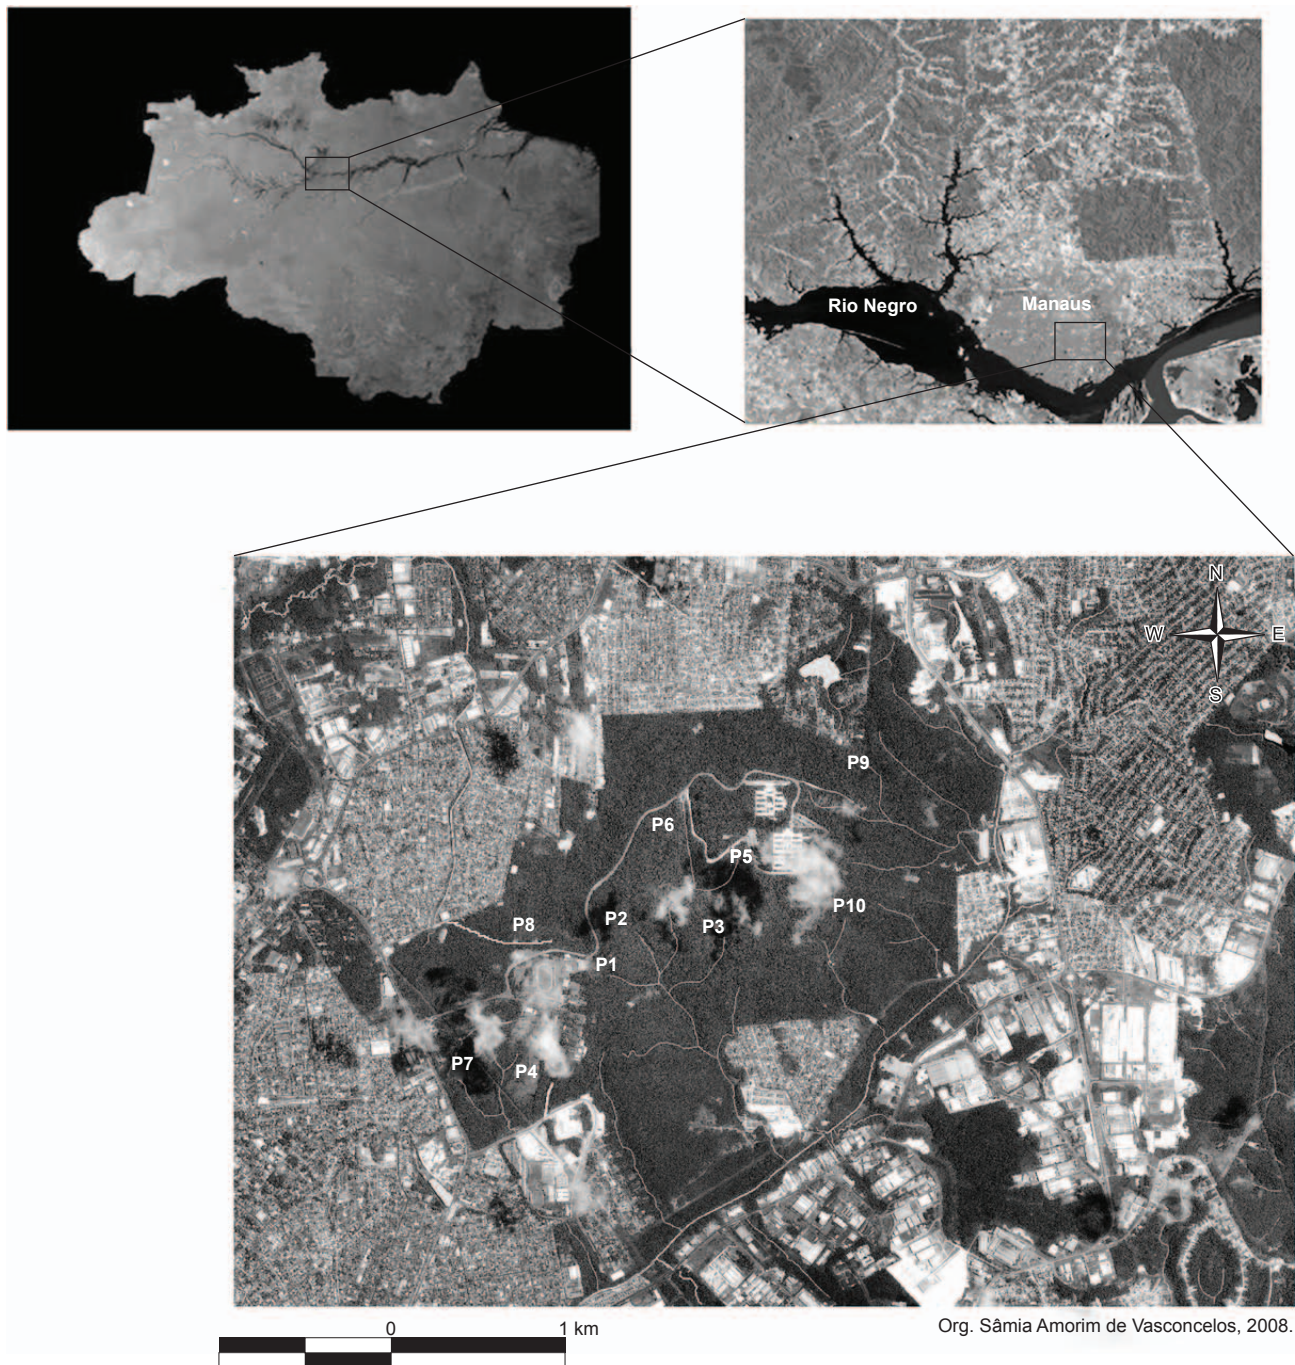 Rio Negro
Manaus
N
W
E
S
P9
P6
P5
P10
P2
P3
P8
P1
P7
P4
0
1 km
Org. Sâmia Amorim de Vasconcelos, 2008.